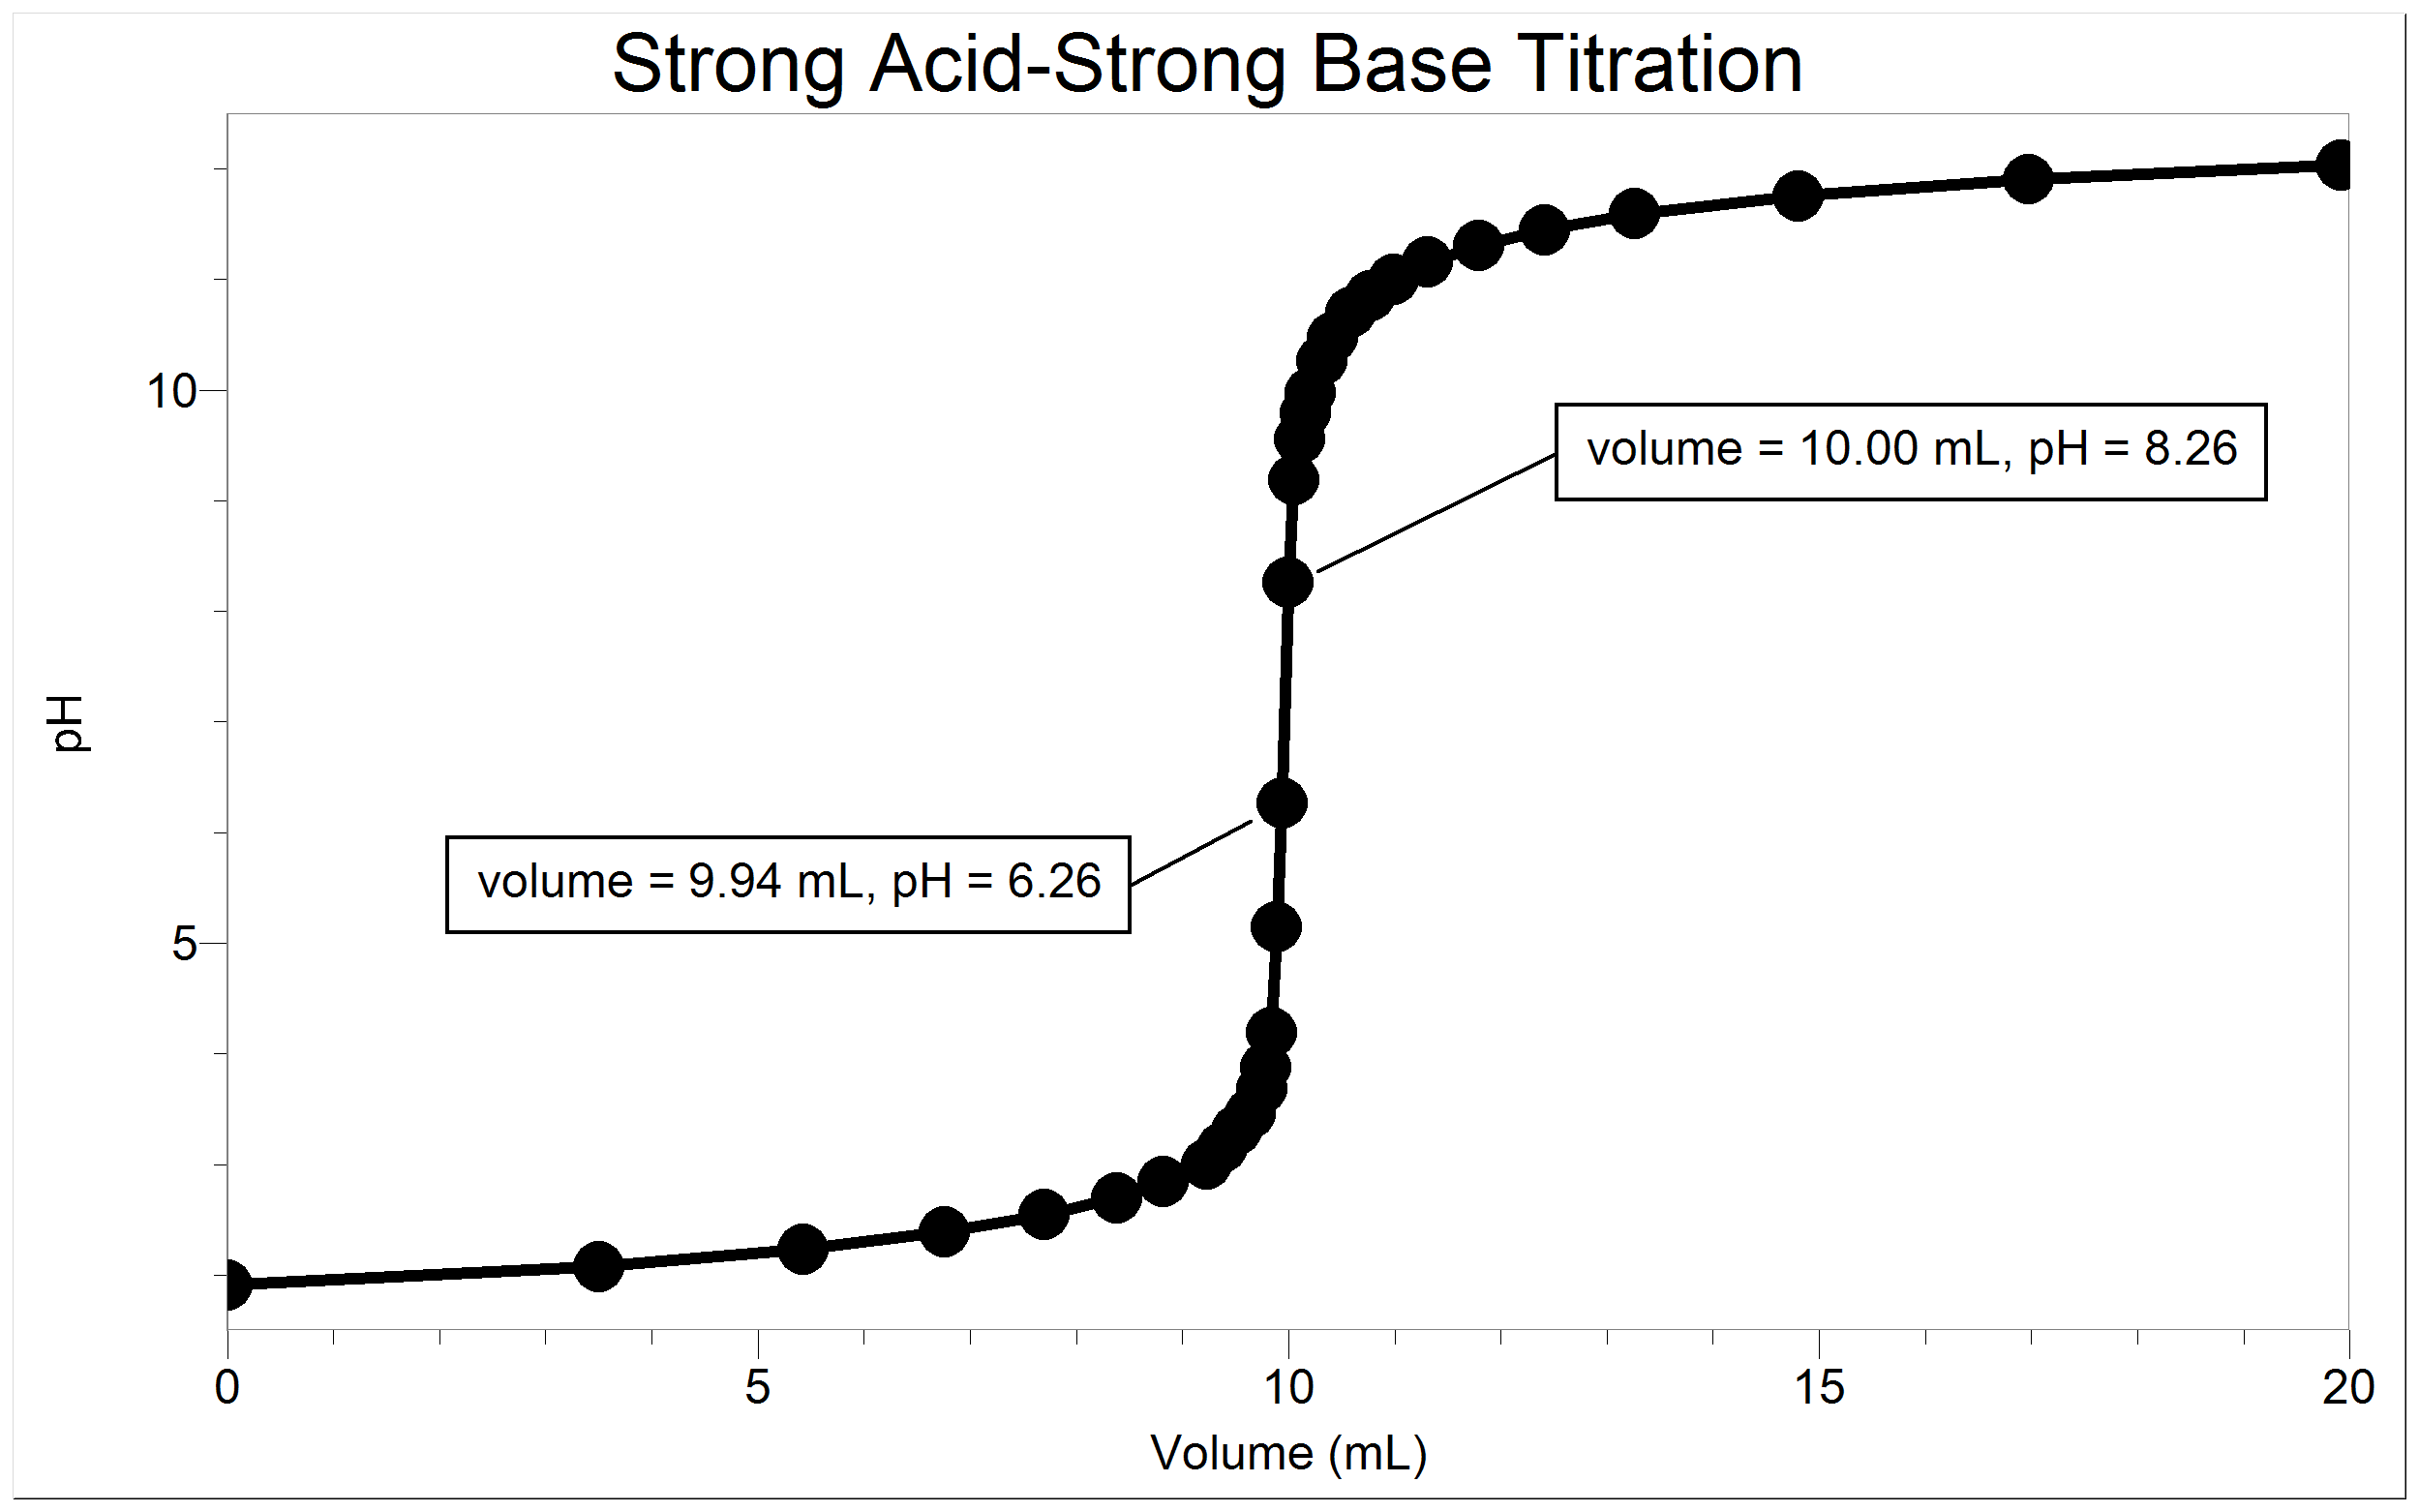 Strong Acid-Strong Base Titration
10
volume = 10.00 mL, pH = 8.26
pH
volume = 9.94 mL, pH = 6.26
5
0 5 10 15 20
Volume (mL)